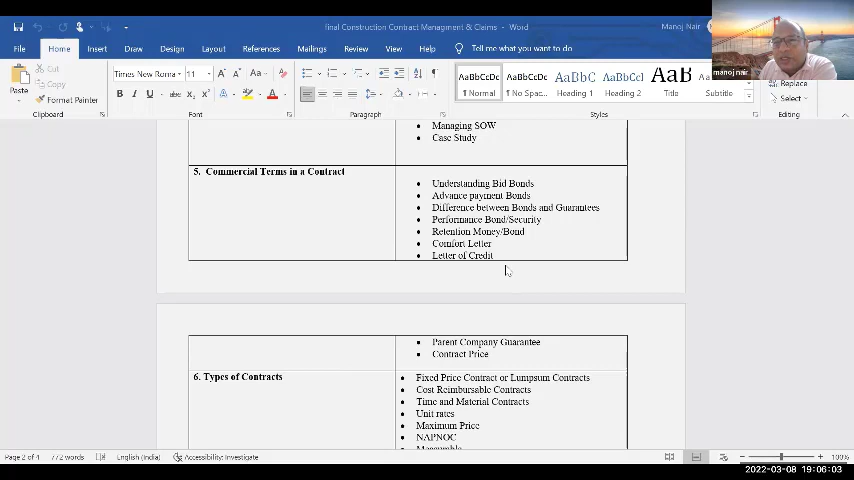 final Construction Contract Managment & Claims - Word
Manoj Nair
File Home Insert Draw Design Layout References Mailings Review View Help Tell me what you want to do
manoj nair
Paste
Cut
Copy
Format Painter
Clipboard
Times New Roma 11
Font
Paragraph
AaBbCcDc AaBbCcDc AaBbC AaBbCcl AaB AaBbCcD
¶ Normal ¶ No Spac... Heading 1 Heading 2 Title Subtitle
Styles
Replace
Select
Editing
Managing SOW
Case Study
5. Commercial Terms in a Contract
Understanding Bid Bonds
Advance payment Bonds
Difference between Bonds and Guarantees
Performance Bond/Security
Retention Money/Bond
Comfort Letter
Letter of Credit
Parent Company Guarantee
Contract Price
6. Types of Contracts
Fixed Price Contract or Lumpsum Contracts
Cost Reimbursable Contracts
Time and Material Contracts
Unit rates
Maximum Price
NAPNOC
Page 2 of 4 772 words English (India) Accessibility: Investigate 100%
2022-03-08 19:06:03